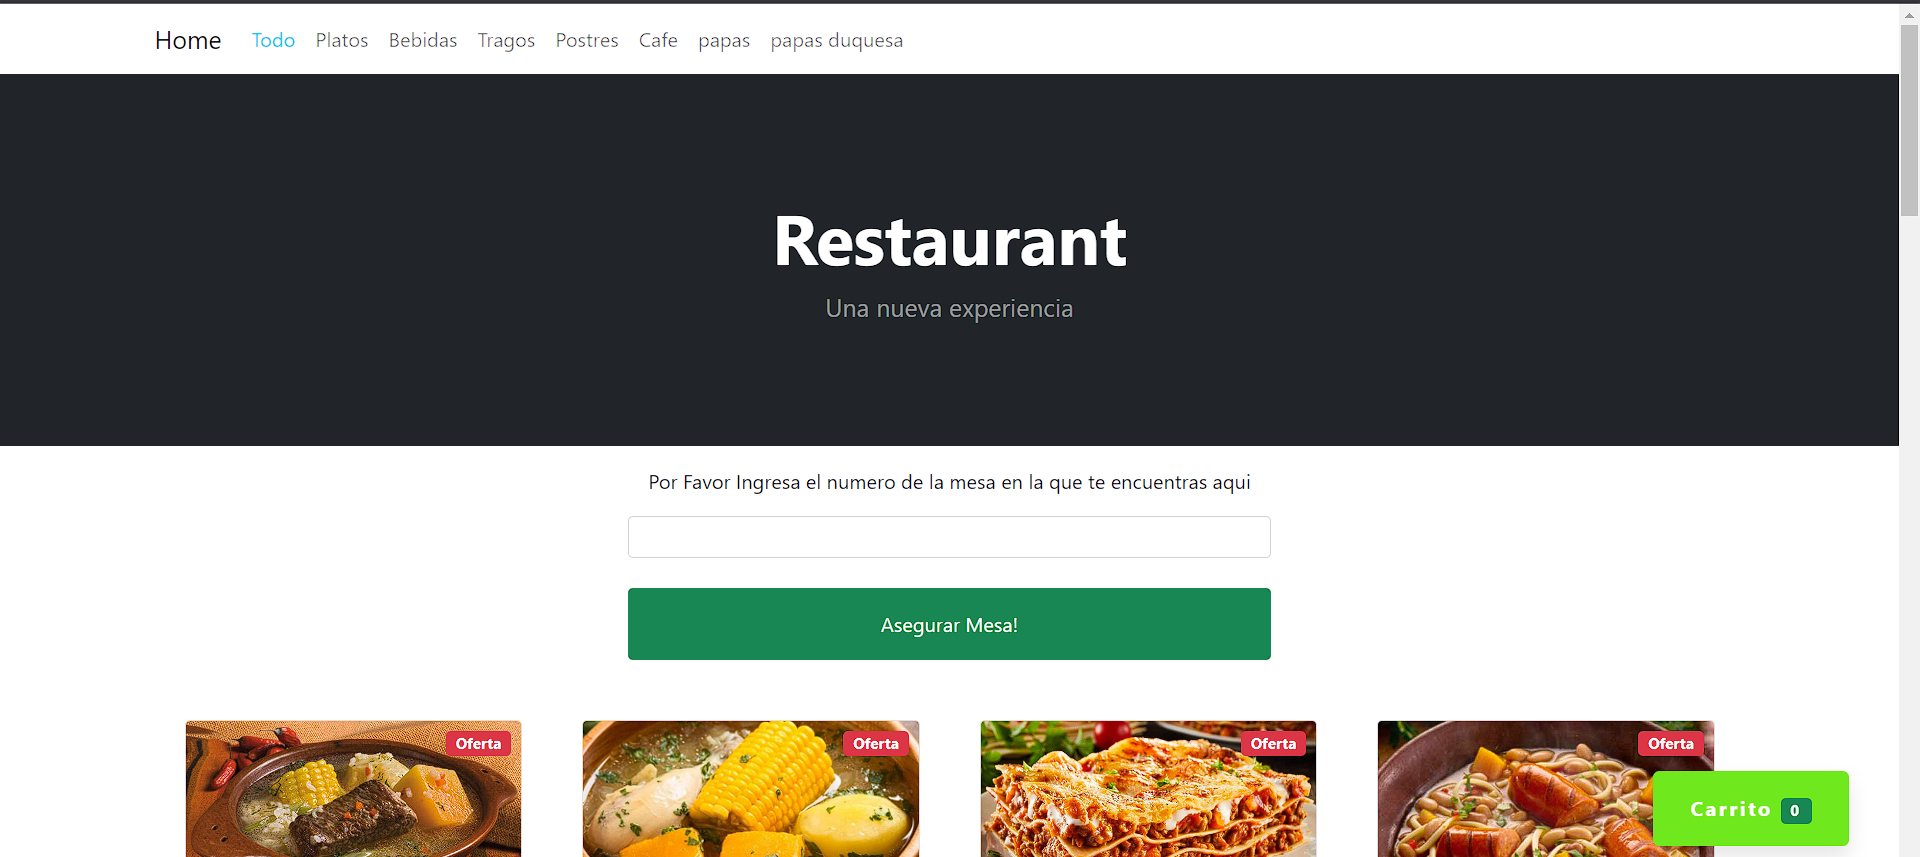 Home Todo Platos Bebidas Tragos Postres Cafe papas papas duquesa
Restaurant
Una nueva experiencia
Por Favor Ingresa el numero de la mesa en la que te encuentras aqui
Asegurar Mesa!
Oferta Oferta Oferta Oferta
Carrito 0